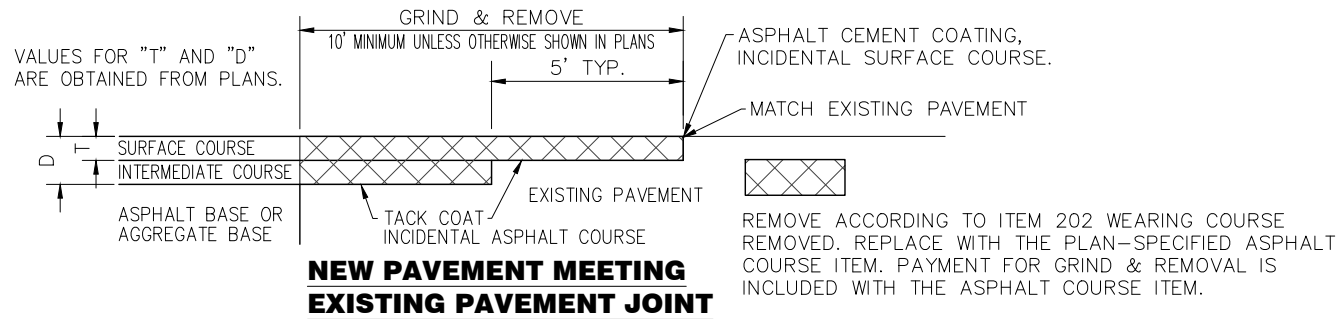 GRIND & REMOVE
10' MINIMUM UNLESS OTHERWISE SHOWN IN PLANS
5' TYP.
VALUES FOR "T" AND "D"
ARE OBTAINED FROM PLANS.
ASPHALT CEMENT COATING,
INCIDENTAL SURFACE COURSE.
MATCH EXISTING PAVEMENT
D
T
SURFACE COURSE
INTERMEDIATE COURSE
ASPHALT BASE OR
AGGREGATE BASE
EXISTING PAVEMENT
TACK COAT
INCIDENTAL ASPHALT COURSE
REMOVE ACCORDING TO ITEM 202 WEARING COURSE
REMOVED. REPLACE WITH THE PLAN-SPECIFIED ASPHALT
COURSE ITEM. PAYMENT FOR GRIND & REMOVAL IS
INCLUDED WITH THE ASPHALT COURSE ITEM.
NEW PAVEMENT MEETING
EXISTING PAVEMENT JOINT